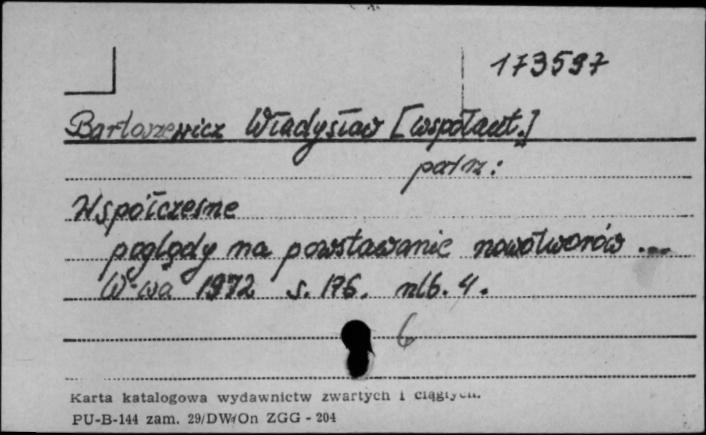 173597
Bartoszewicz Władysław [współaut.]
patrz:
Współczesne
poglądy na powstawanie nowotworów ...
W-wa 1972 s. 176. nlb. 4.
6
Karta katalogowa wydawnictw zwartych i ciągłych.
PU-B-144 zam. 29/DW/On ZGG - 204